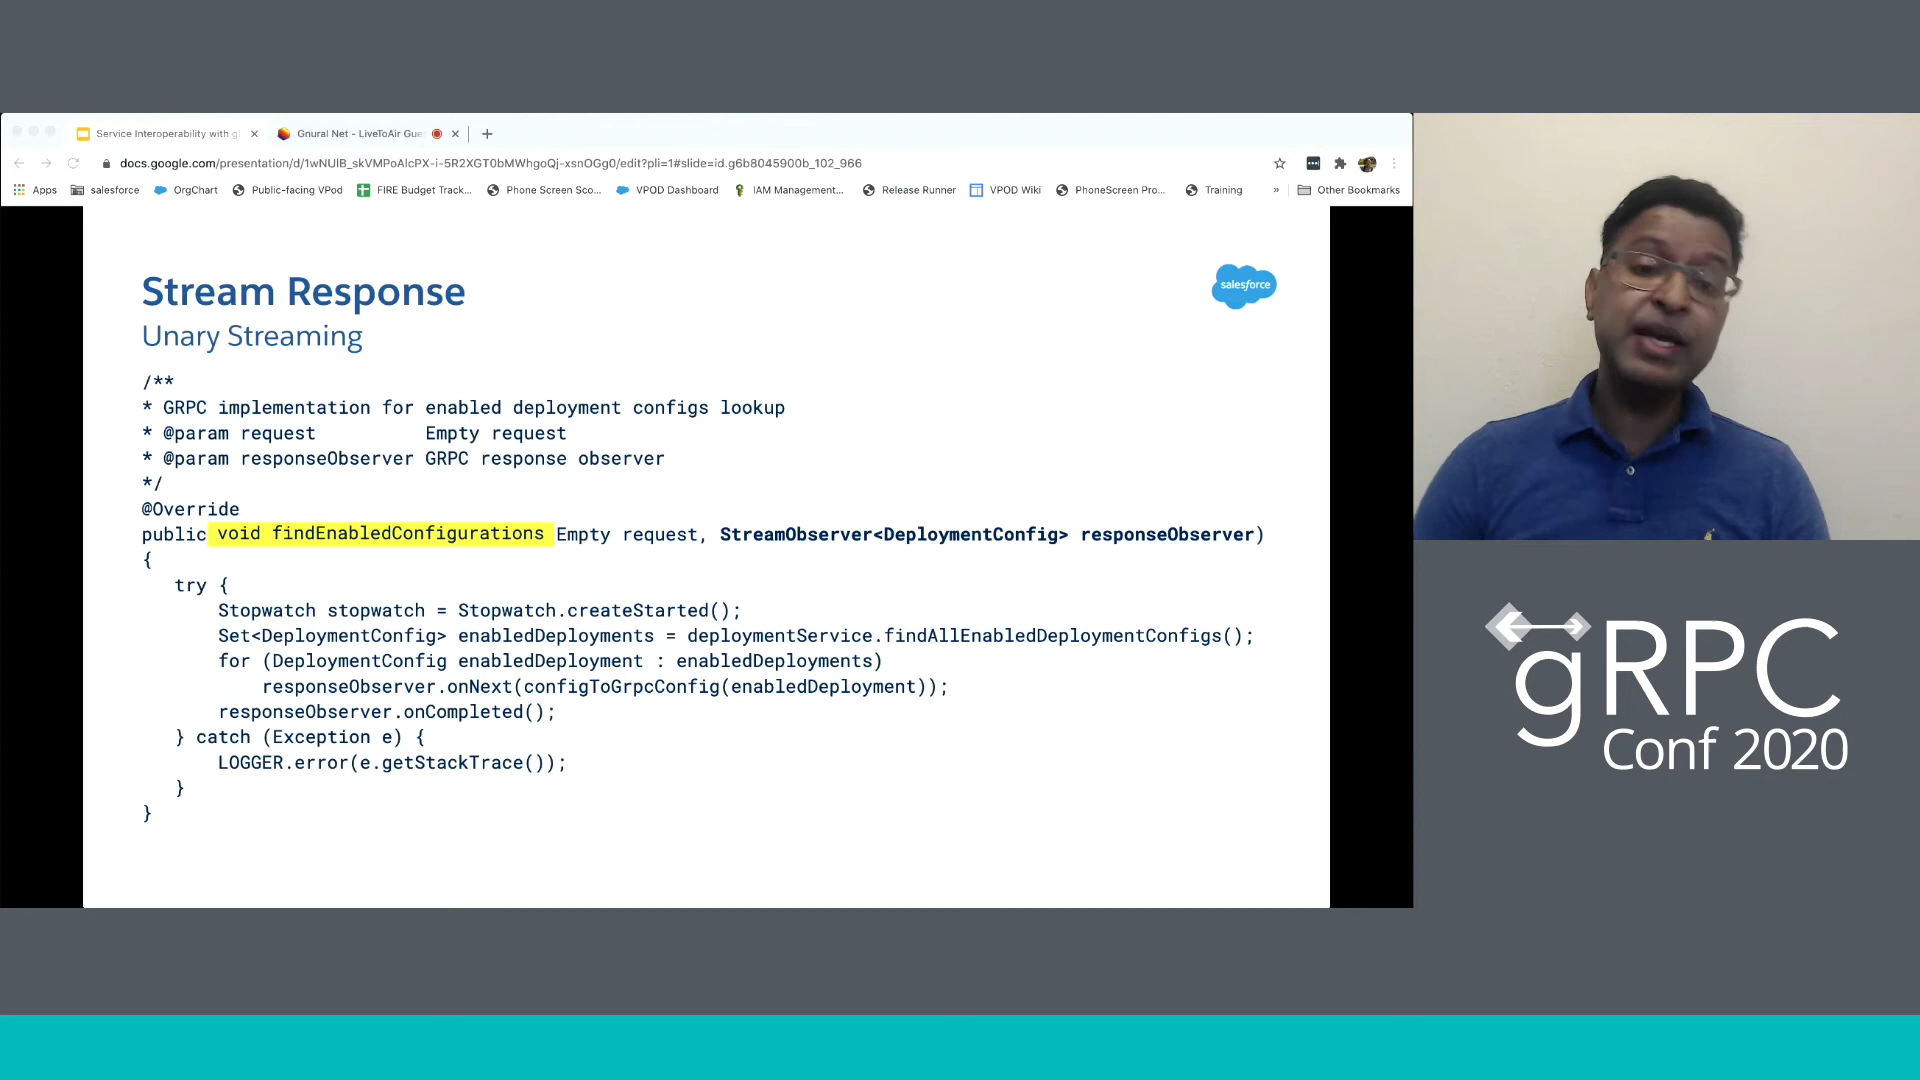 Service Interoperability with g
Gnural Net - LiveToAir Gue
docs.google.com/presentation/d/1wNUlB_skVMPoAlcPX-i-5R2XGT0bMWhgoQj-xsnOGg0/edit?pli=1#slide=id.g6b8045900b_102_966
Apps salesforce OrgChart Public-facing VPod FIRE Budget Track... Phone Screen Sco... VPOD Dashboard IAM Management... Release Runner VPOD Wiki PhoneScreen Pro... Training » Other Bookmarks
Stream Response
salesforce
Unary Streaming
/**
* GRPC implementation for enabled deployment configs lookup
* @param request Empty request
* @param responseObserver GRPC response observer
*/
@Override
public void findEnabledConfigurations Empty request, StreamObserver<DeploymentConfig> responseObserver)
{
try {
Stopwatch stopwatch = Stopwatch.createStarted();
Set<DeploymentConfig> enabledDeployments = deploymentService.findAllEnabledDeploymentConfigs();
for (DeploymentConfig enabledDeployment : enabledDeployments)
responseObserver.onNext(configToGrpcConfig(enabledDeployment));
responseObserver.onCompleted();
} catch (Exception e) {
LOGGER.error(e.getStackTrace());
}
}
gRPC
Conf 2020